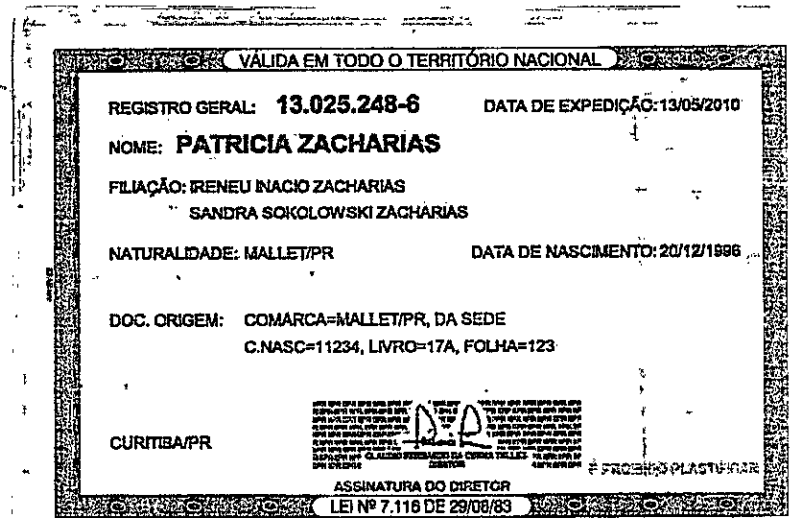 VÁLIDA EM TODO O TERRITÓRIO NACIONAL
REGISTRO GERAL: 13.025.248-6 DATA DE EXPEDIÇÃO: 13/05/2010
NOME: PATRICIA ZACHARIAS
FILIAÇÃO: IRENEU INACIO ZACHARIAS
SANDRA SOKOLOWSKI ZACHARIAS
NATURALIDADE: MALLET/PR DATA DE NASCIMENTO: 20/12/1996
DOC. ORIGEM: COMARCA=MALLET/PR, DA SEDE
C.NASC=11234, LIVRO=17A, FOLHA=123
CURITIBA/PR
DIRETOR
É PROIBIDO PLASTIFICAR
ASSINATURA DO DIRETOR
LEI Nº 7.116 DE 29/08/83